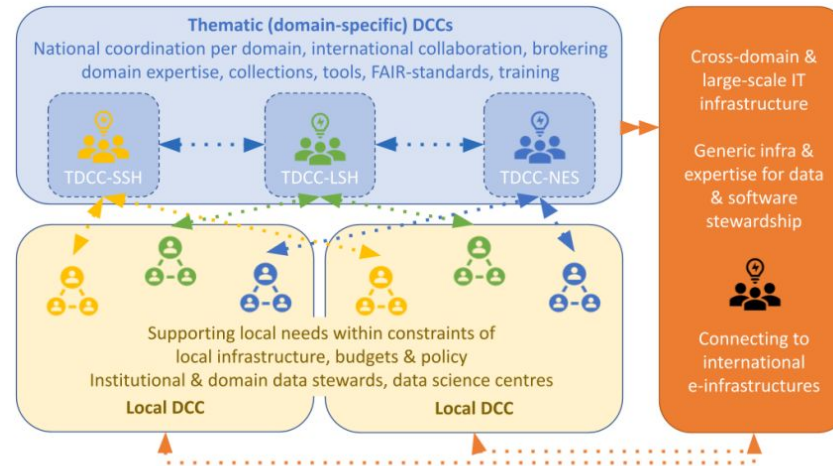 Thematic (domain-specific) DCCs
National coordination per domain, international collaboration, brokering
domain expertise, collections, tools, FAIR-standards, training
TDCC-SSH
TDCC-LSH
TDCC-NES
Supporting local needs within constraints of
local infrastructure, budgets & policy
Institutional & domain data stewards, data science centres
Local DCC
Local DCC
Cross-domain &
large-scale IT
infrastructure
Generic infra &
expertise for data
& software
stewardship
Connecting to
international
e-infrastructures